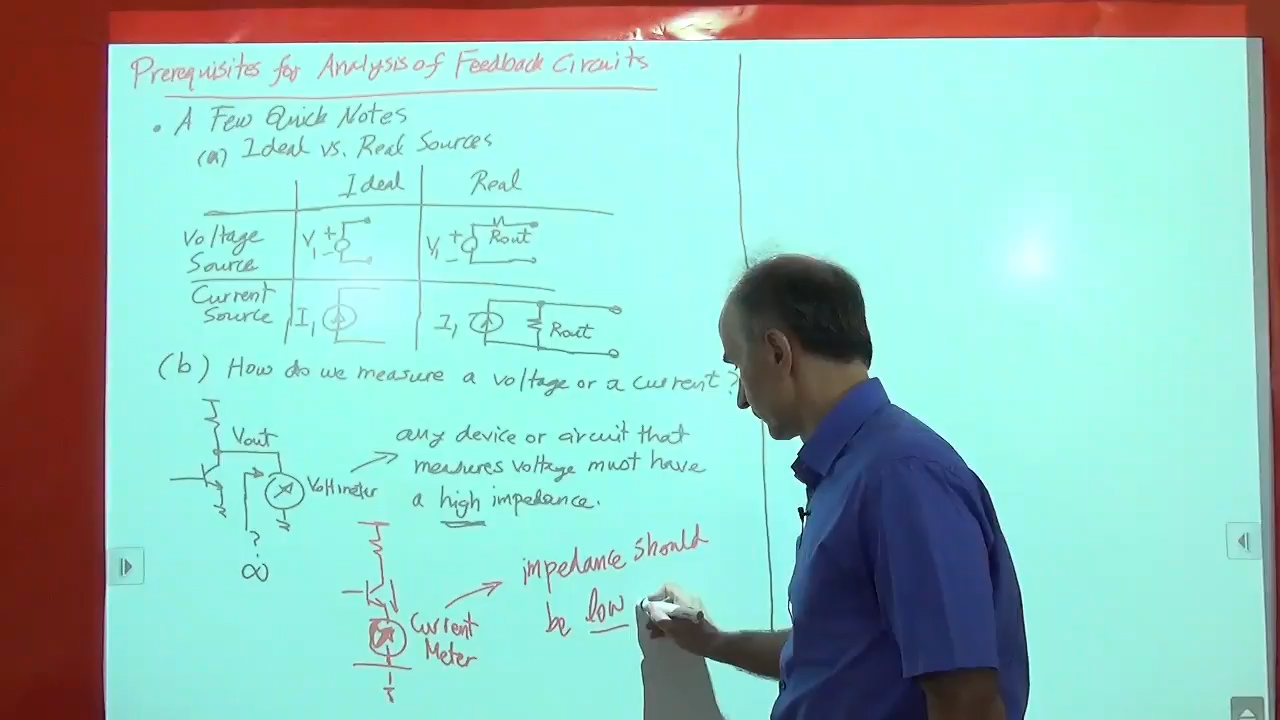 Prerequisites for Analysis of Feedback Circuits
• A Few Quick Notes
(a) Ideal vs. Real Sources
Ideal Real
Voltage Source V1 + - V1 + - Rout
Current Source I1 I1 Rout
(b) How do we measure a voltage or a current?
Vout
Voltmeter
?
∞
any device or circuit that
measures voltage must have
a high impedance.
Current
Meter
impedance should
be low